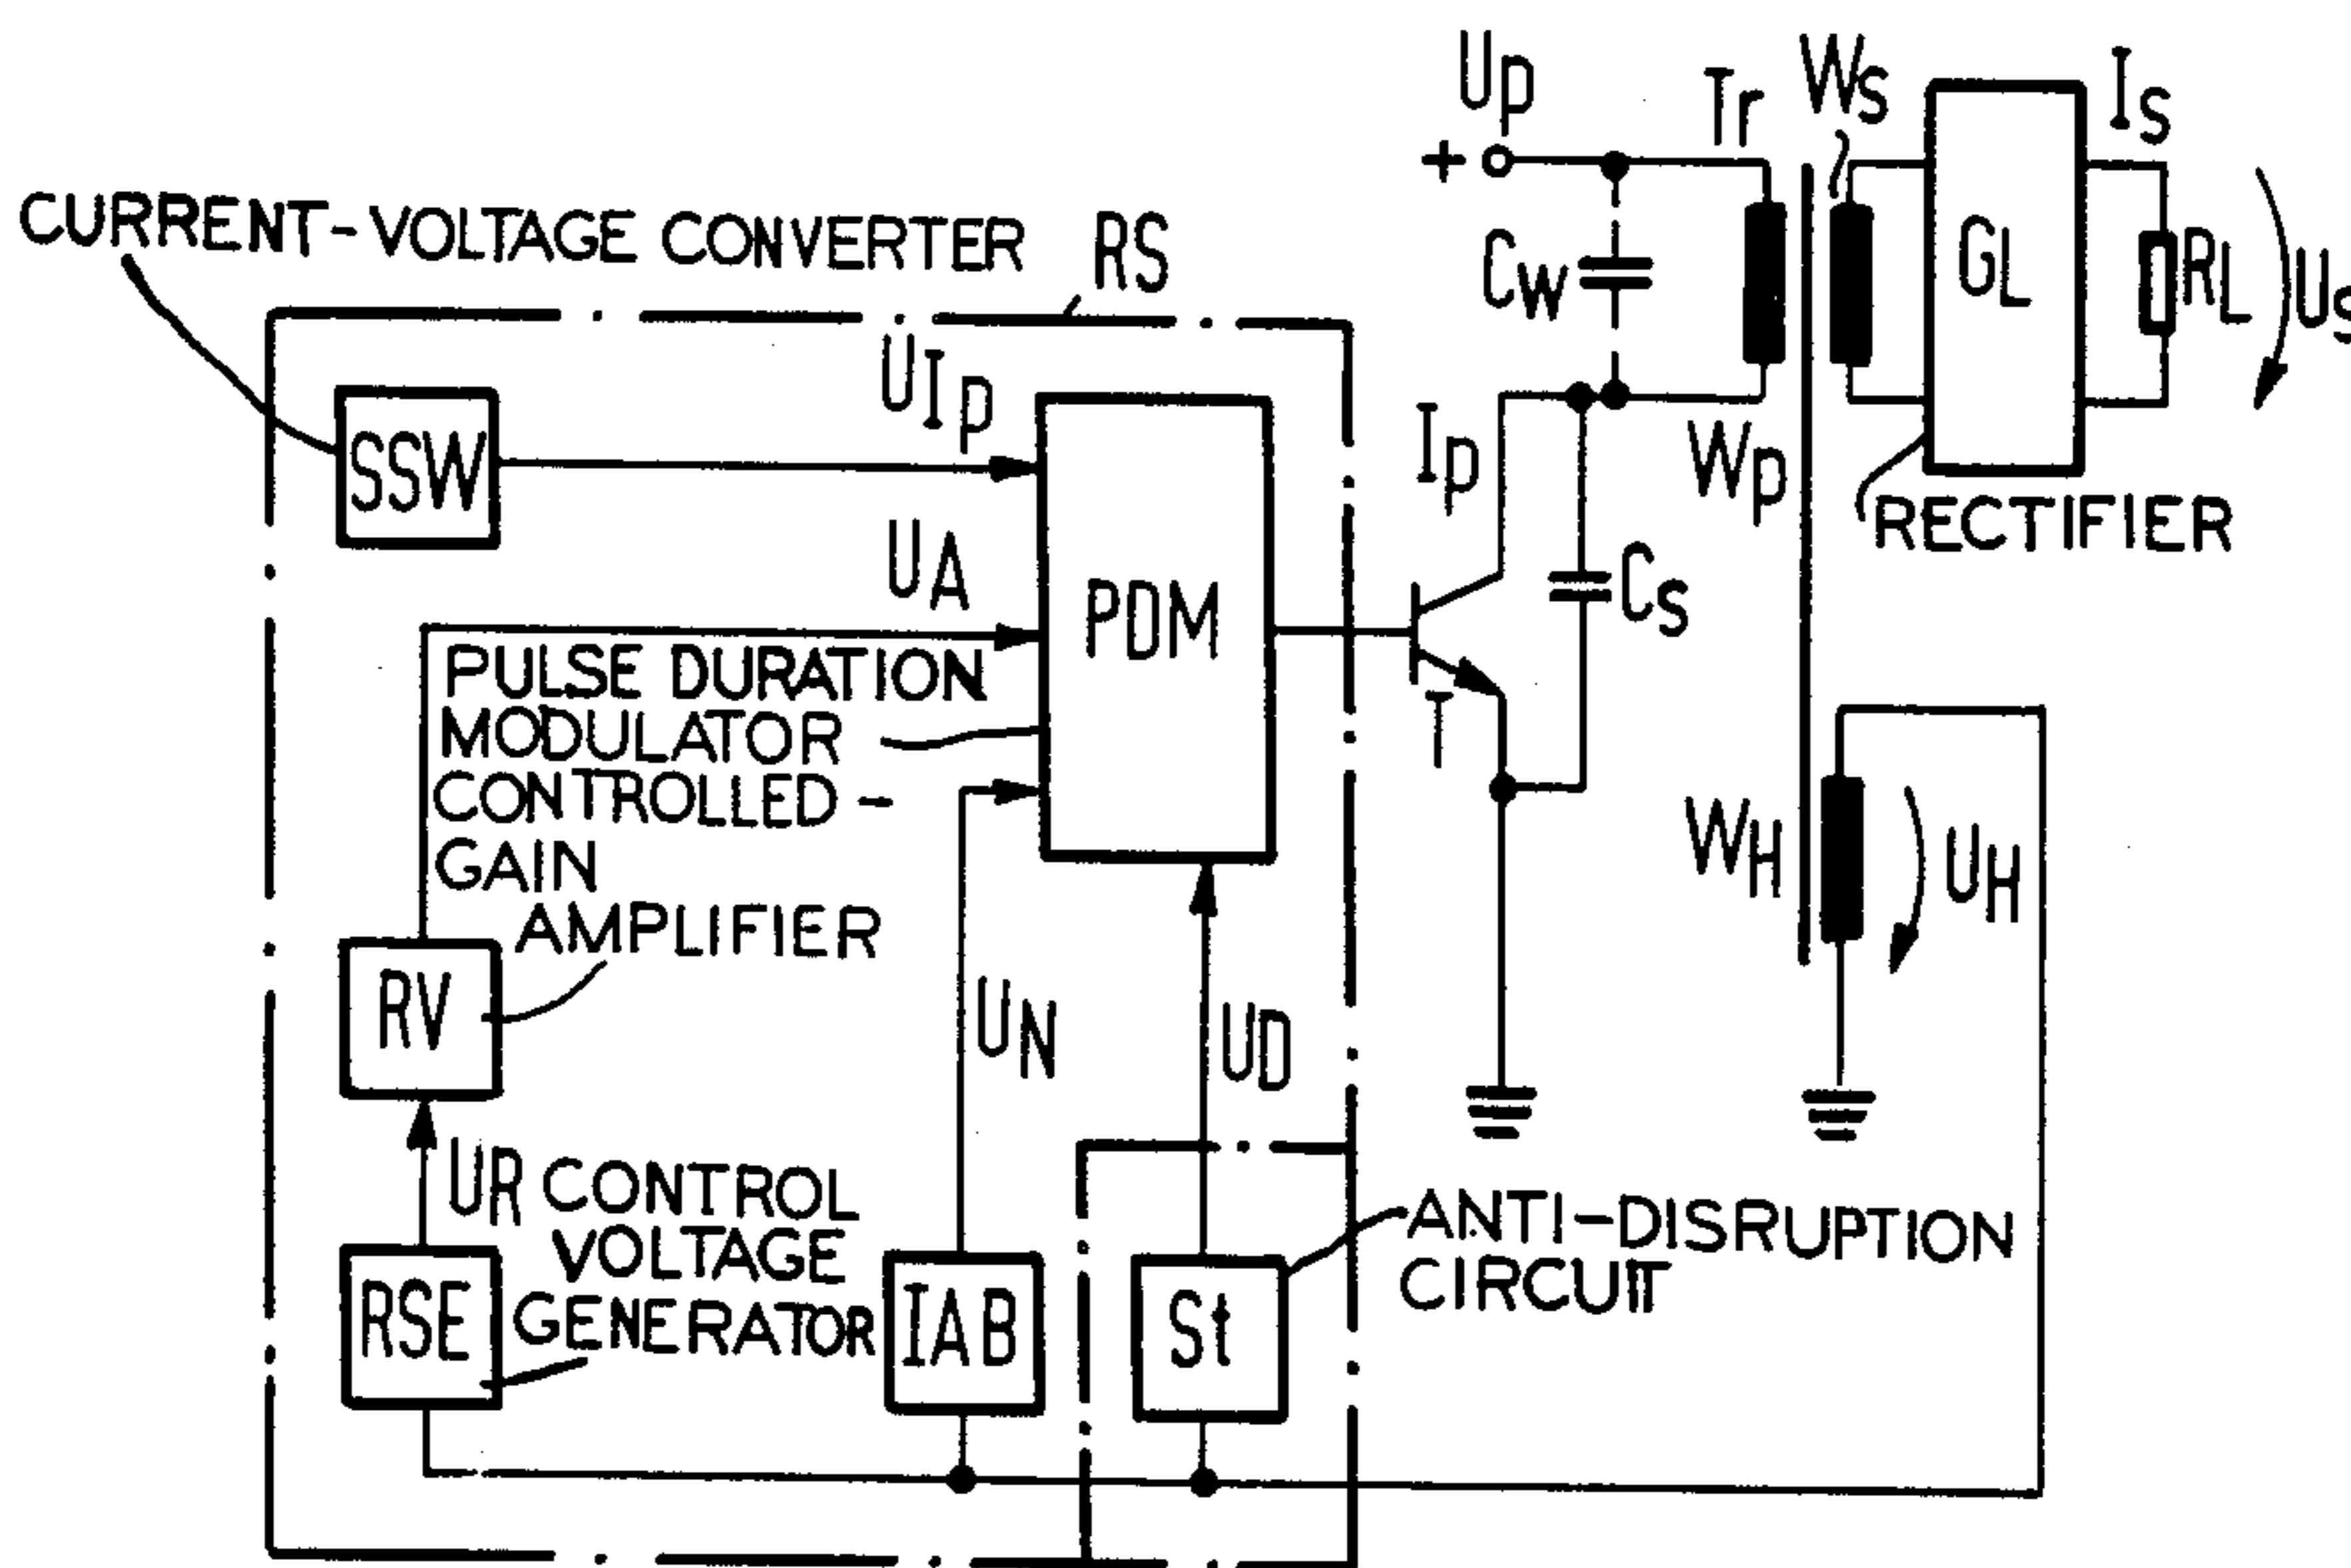 UP
Tr
WS
IS
+
CURRENT-VOLTAGE CONVERTER
RS
CW
GL
RL
US
UIP
SSW
IP
WP
RECTIFIER
UA
PDM
CS
PULSE DURATION
MODULATOR
T
CONTROLLED -
GAIN
AMPLIFIER
WH
UH
RV
UN
UD
UR
CONTROL
VOLTAGE
GENERATOR
RSE
IAB
St
ANTI-DISRUPTION
CIRCUIT